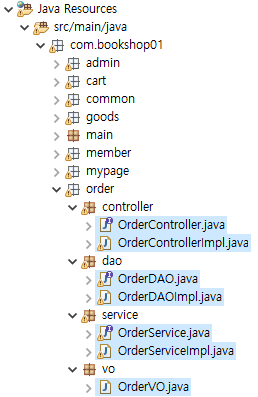 Java Resources
src/main/java
com.bookshop01
admin
cart
common
goods
main
member
mypage
order
controller
OrderController.java
OrderControllerImpl.java
dao
OrderDAO.java
OrderDAOImpl.java
service
OrderService.java
OrderServiceImpl.java
vo
OrderVO.java